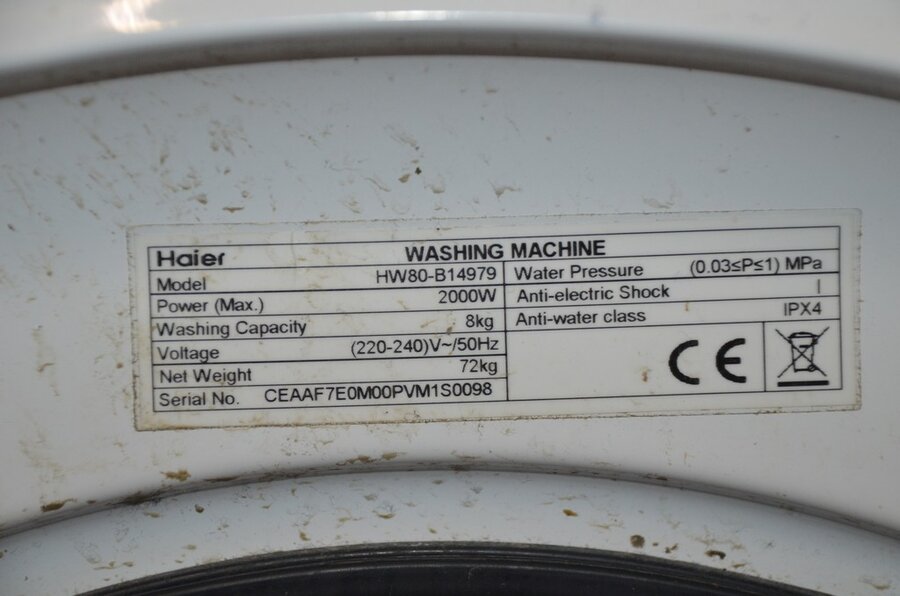 Haier WASHING MACHINE
Model HW80-B14979
Power (Max.) 2000W
Washing Capacity 8kg
Voltage (220-240)V~/50Hz
Net Weight 72kg
Serial No. CEAAF7E0M00PVM1S0098
Water Pressure (0.03≤P≤1) MPa
Anti-electric Shock I
Anti-water class IPX4
CE